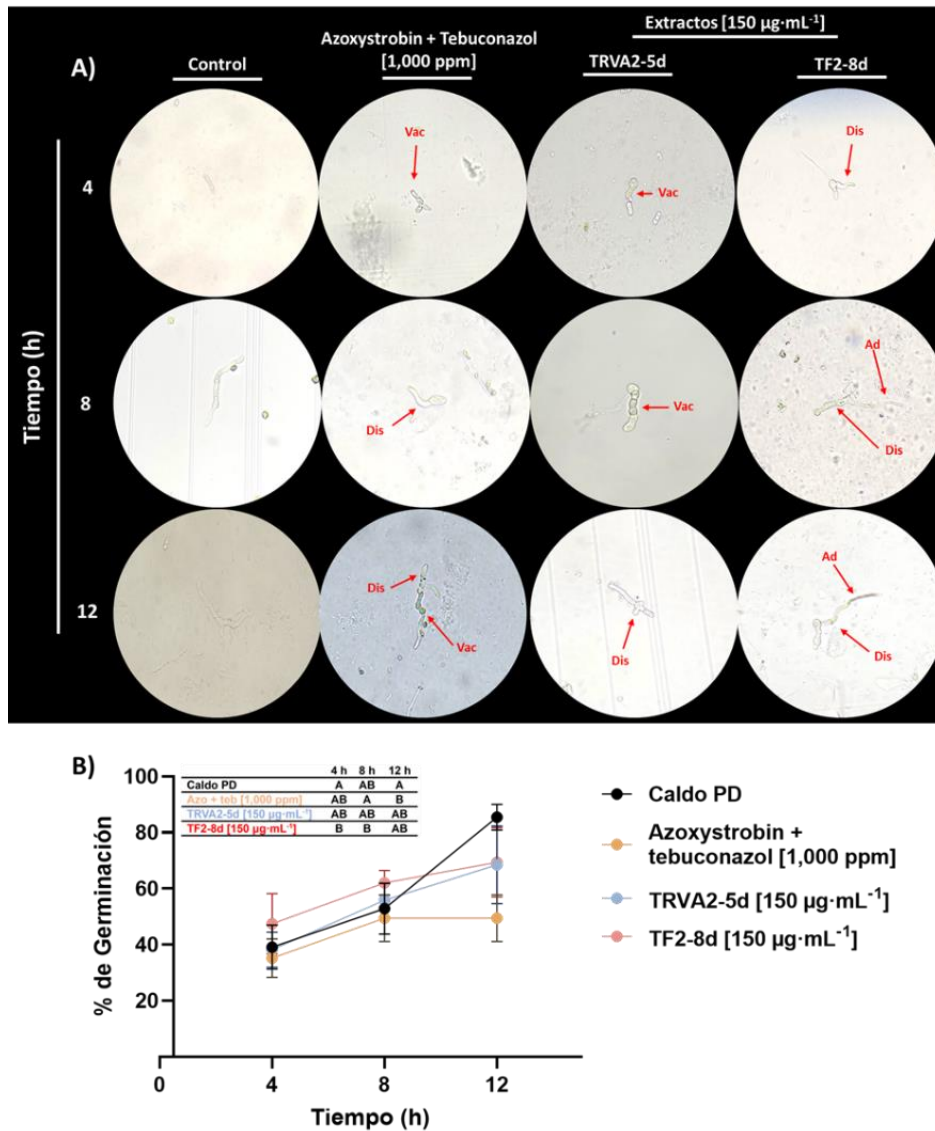 A)
Control
Azoxystrobin + Tebuconazol
[1,000 ppm]
Extractos [150 µg·mL⁻¹]
TRVA2-5d
TF2-8d
Tiempo (h)
4
Vac
Vac
Dis
8
Dis
Vac
Ad
Dis
12
Dis
Vac
Dis
Ad
Dis
B)
4 h 8 h 12 h
Caldo PD A AB A
Azo + teb [1,000 ppm] AB A B
TRVA2-5d [150 µg·mL⁻¹] AB AB AB
TF2-8d [150 µg·mL⁻¹] B B AB
% de Germinación
100
80
60
40
20
0
4
8
12
Tiempo (h)
Caldo PD
Azoxystrobin +
tebuconazol [1,000 ppm]
TRVA2-5d [150 µg·mL⁻¹]
TF2-8d [150 µg·mL⁻¹]